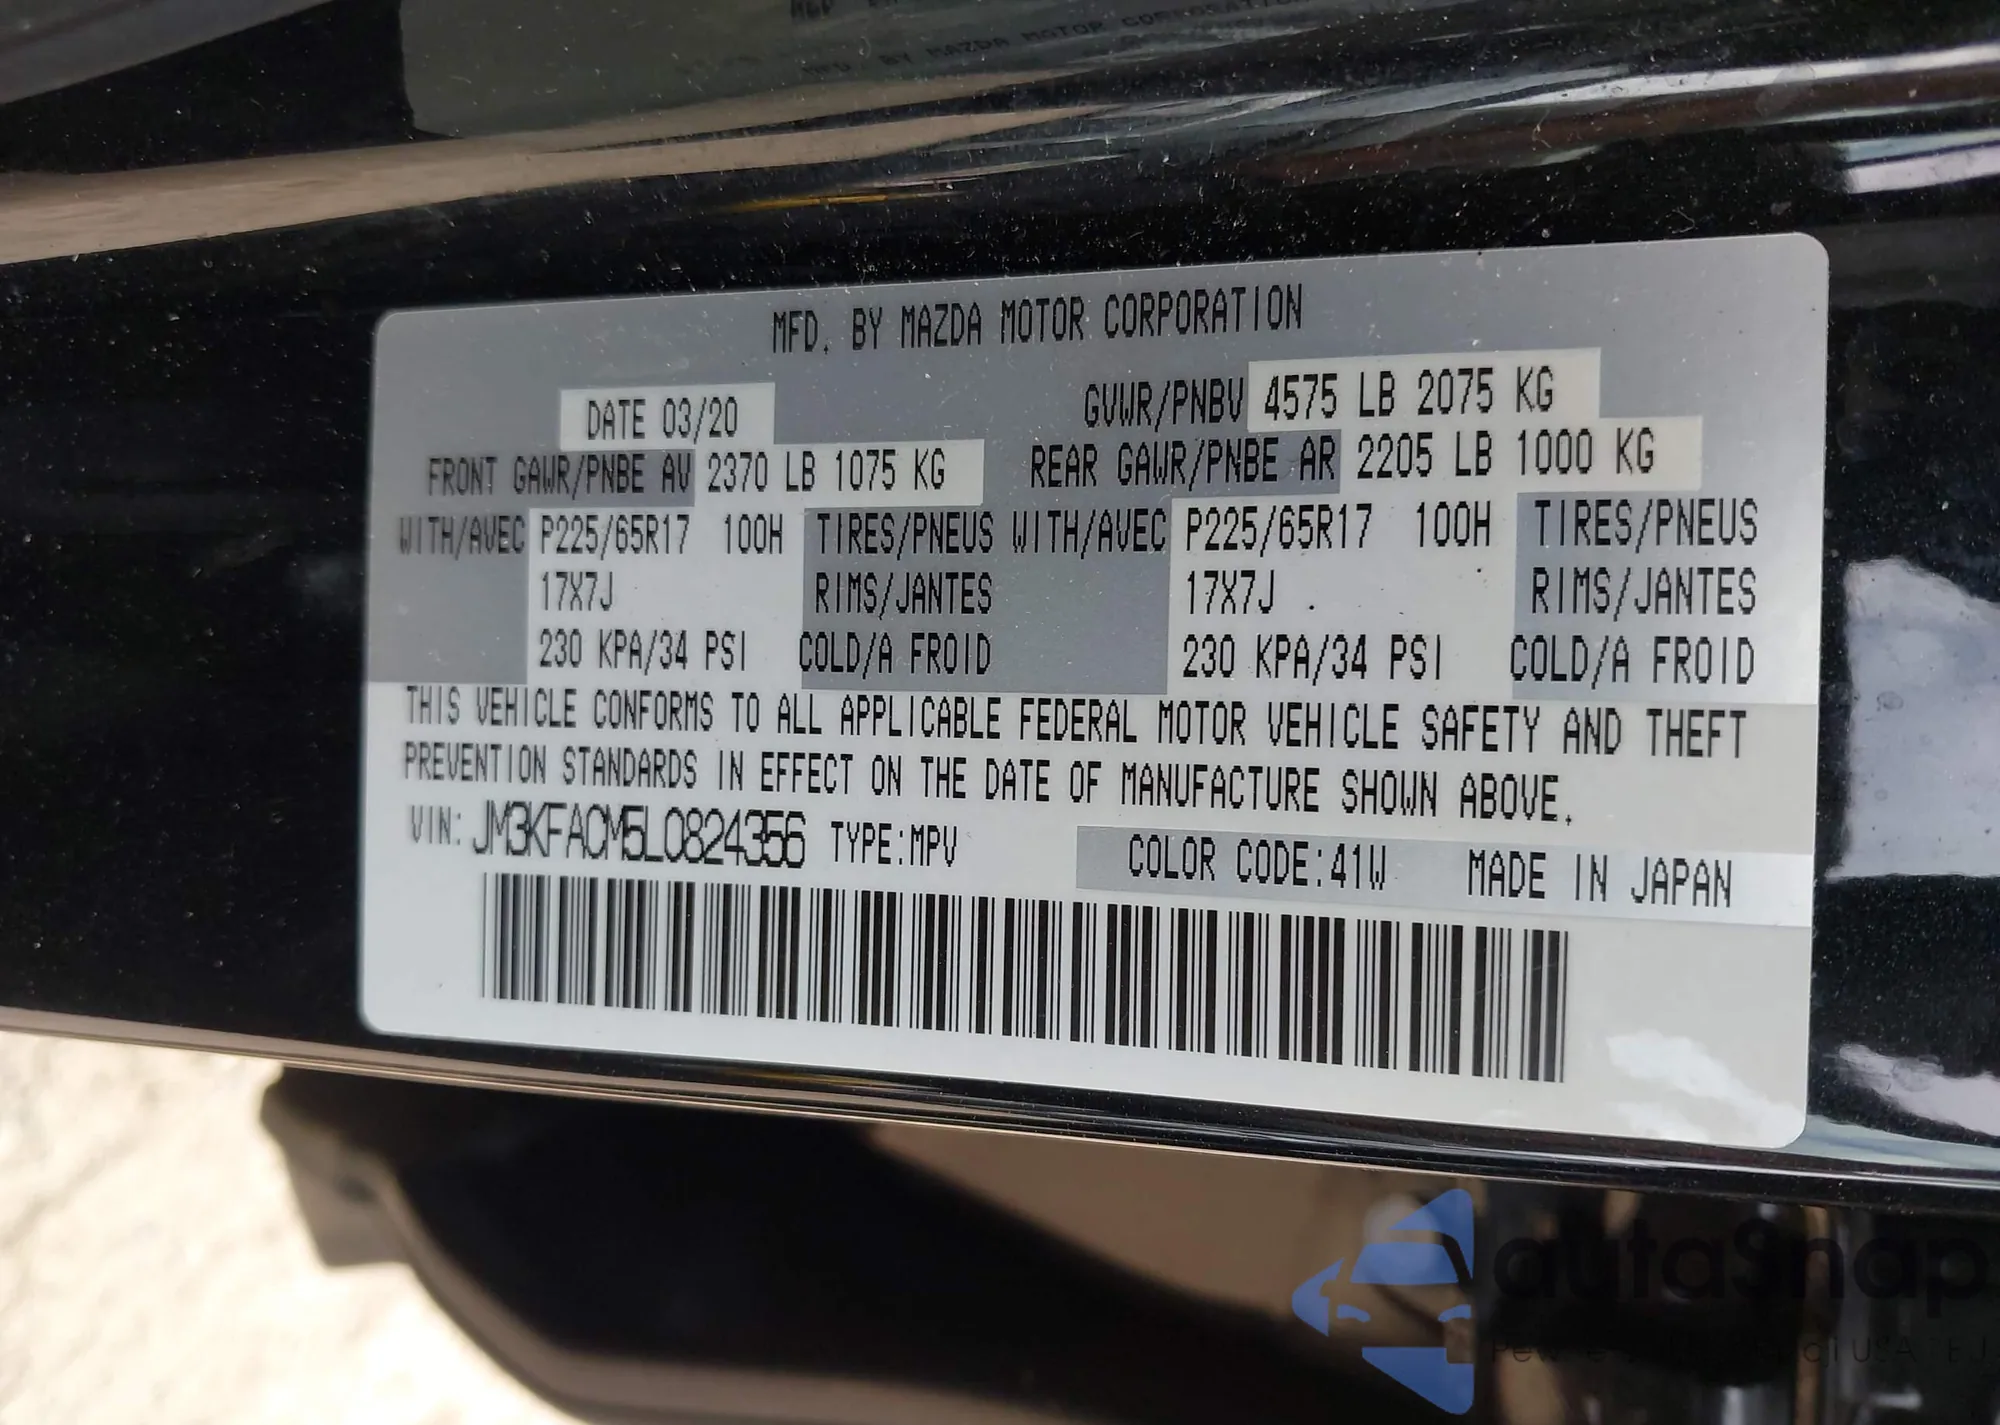 MFD. BY MAZDA MOTOR CORPORATION
DATE 03/20 GVWR/PNBV 4575 LB 2075 KG
FRONT GAWR/PNBE AV 2370 LB 1075 KG REAR GAWR/PNBE AR 2205 LB 1000 KG
WITH/AVEC P225/65R17 100H TIRES/PNEUS WITH/AVEC P225/65R17 100H TIRES/PNEUS
17X7J RIMS/JANTES 17X7J RIMS/JANTES
230 KPA/34 PSI COLD/A FROID 230 KPA/34 PSI COLD/A FROID
THIS VEHICLE CONFORMS TO ALL APPLICABLE FEDERAL MOTOR VEHICLE SAFETY AND THEFT
PREVENTION STANDARDS IN EFFECT ON THE DATE OF MANUFACTURE SHOWN ABOVE.
VIN: JM3KFACM5L0824356 TYPE:MPV COLOR CODE:41W MADE IN JAPAN
autaSnap